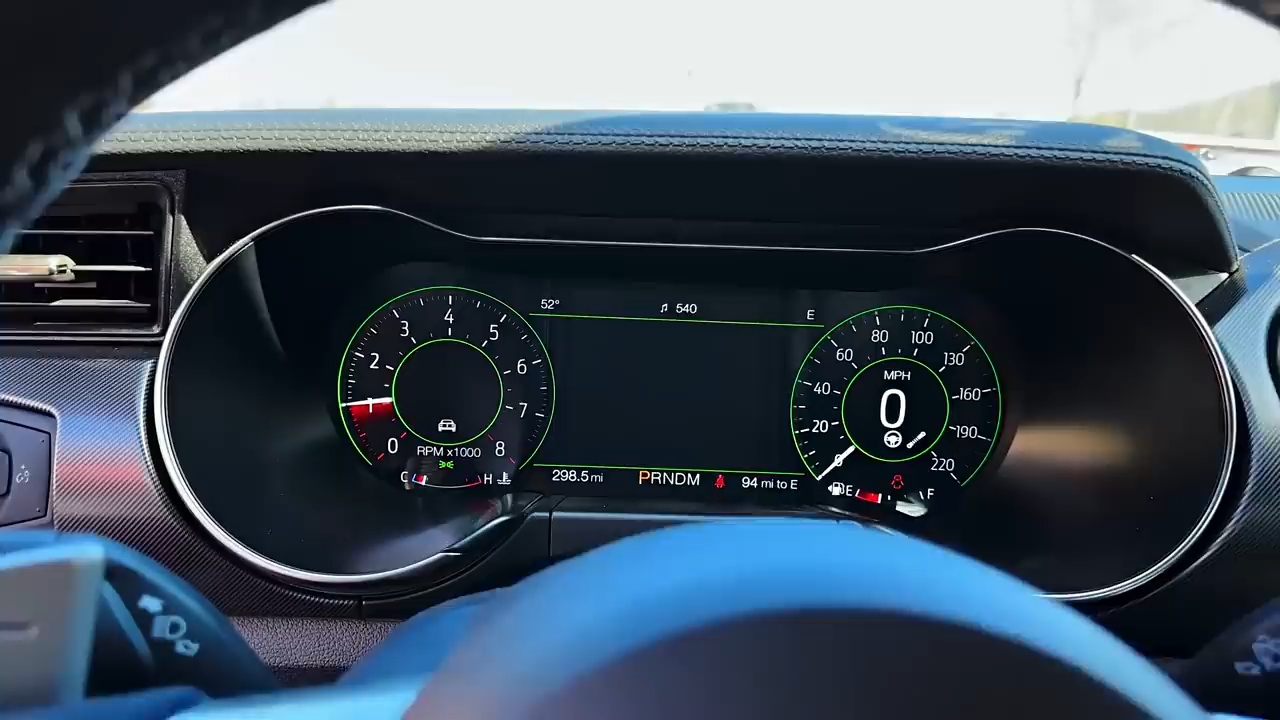 52° ♫ 540 E
0 1 2 3 4 5 6 7 8
RPM x1000
C H
0 20 40 60 80 100 130 160 190 220
MPH
0
298.5 mi PRNDM 94 mi to E
E F